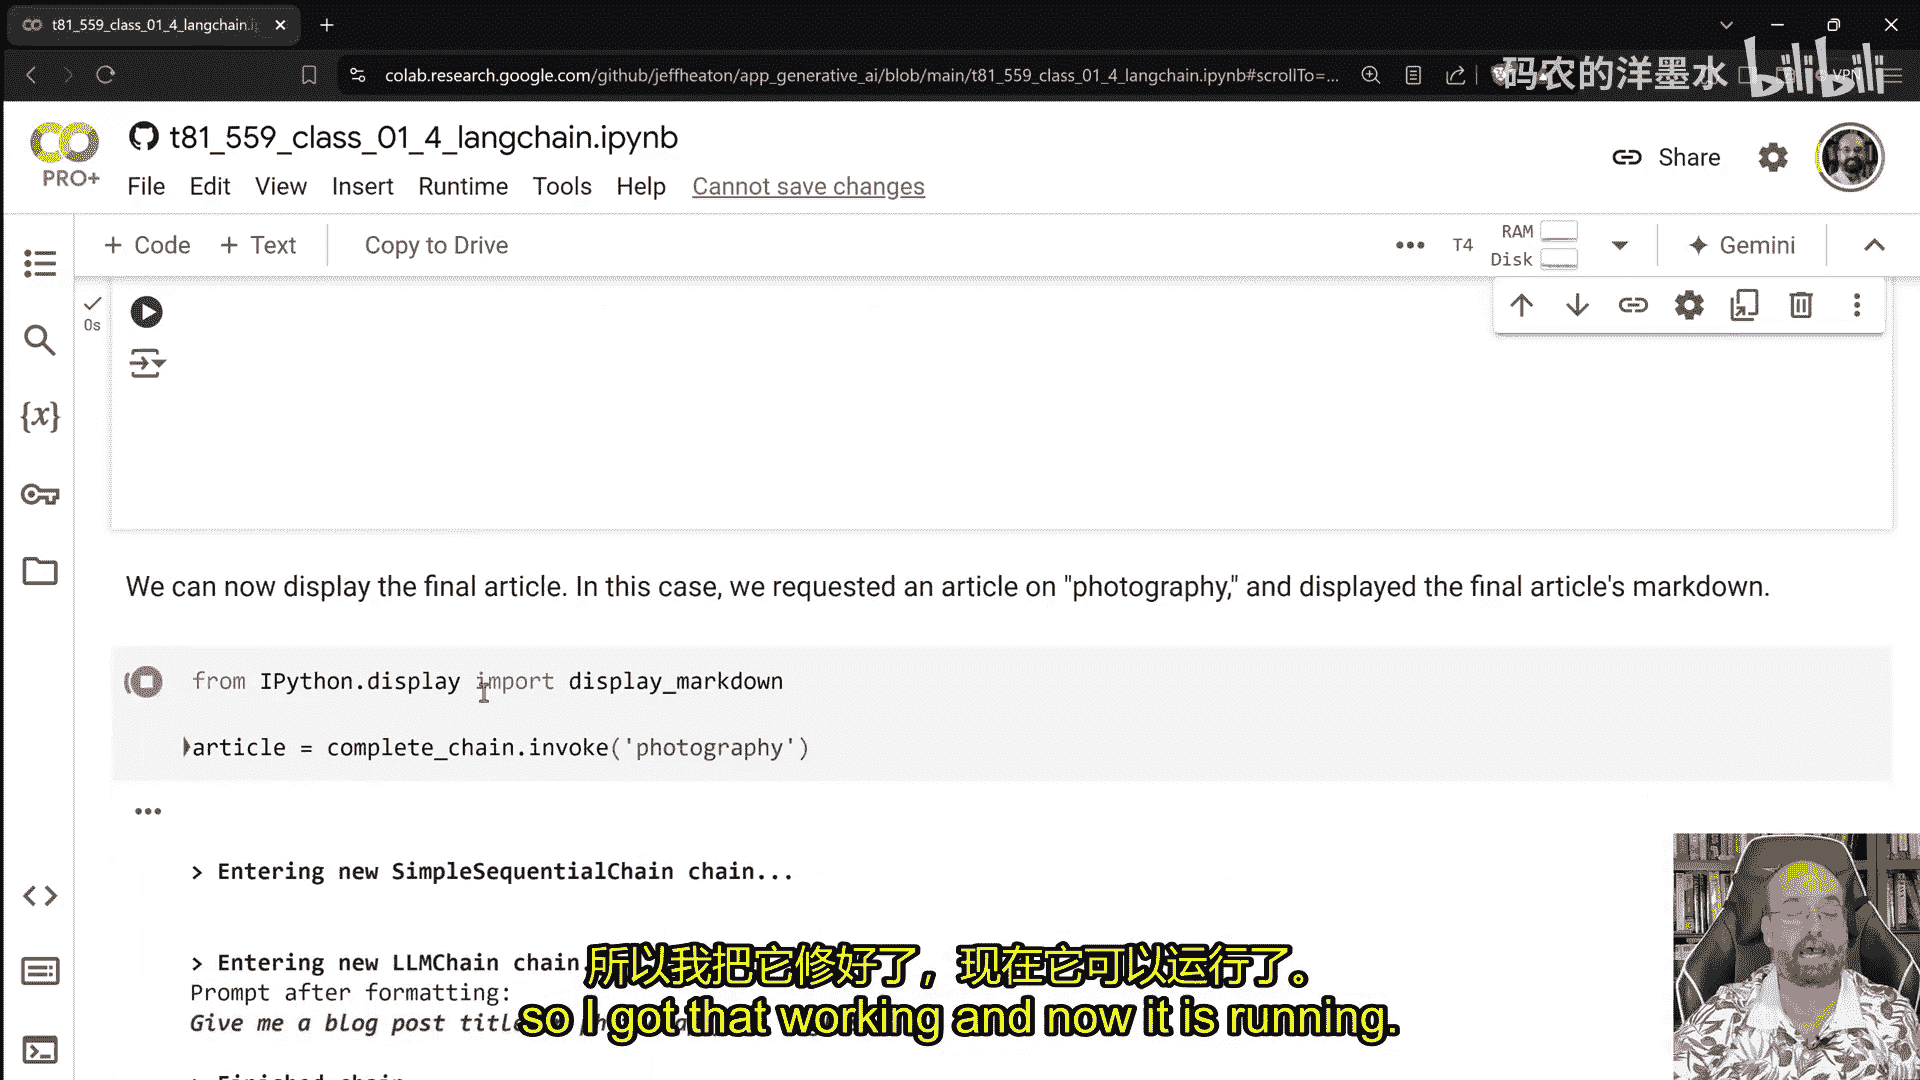 t81_559_class_01_4_langchain.i
colab.research.google.com/github/jeffheaton/app_generative_ai/blob/main/t81_559_class_01_4_langchain.ipynb#scrollTo=...
码农的洋墨水 bilibili
VPN
t81_559_class_01_4_langchain.ipynb
PRO+
Share
File Edit View Insert Runtime Tools Help Cannot save changes
+ Code + Text Copy to Drive
T4 RAM Disk Gemini
0s
{x}
We can now display the final article. In this case, we requested an article on "photography," and displayed the final article's markdown.
from IPython.display import display_markdown
article = complete_chain.invoke('photography')
> Entering new SimpleSequentialChain chain...
> Entering new LLMChain chain
Prompt after formatting:
Give me a blog post title
所以我把它修好了，现在它可以运行了。
so I got that working and now it is running.
> Finished chain.